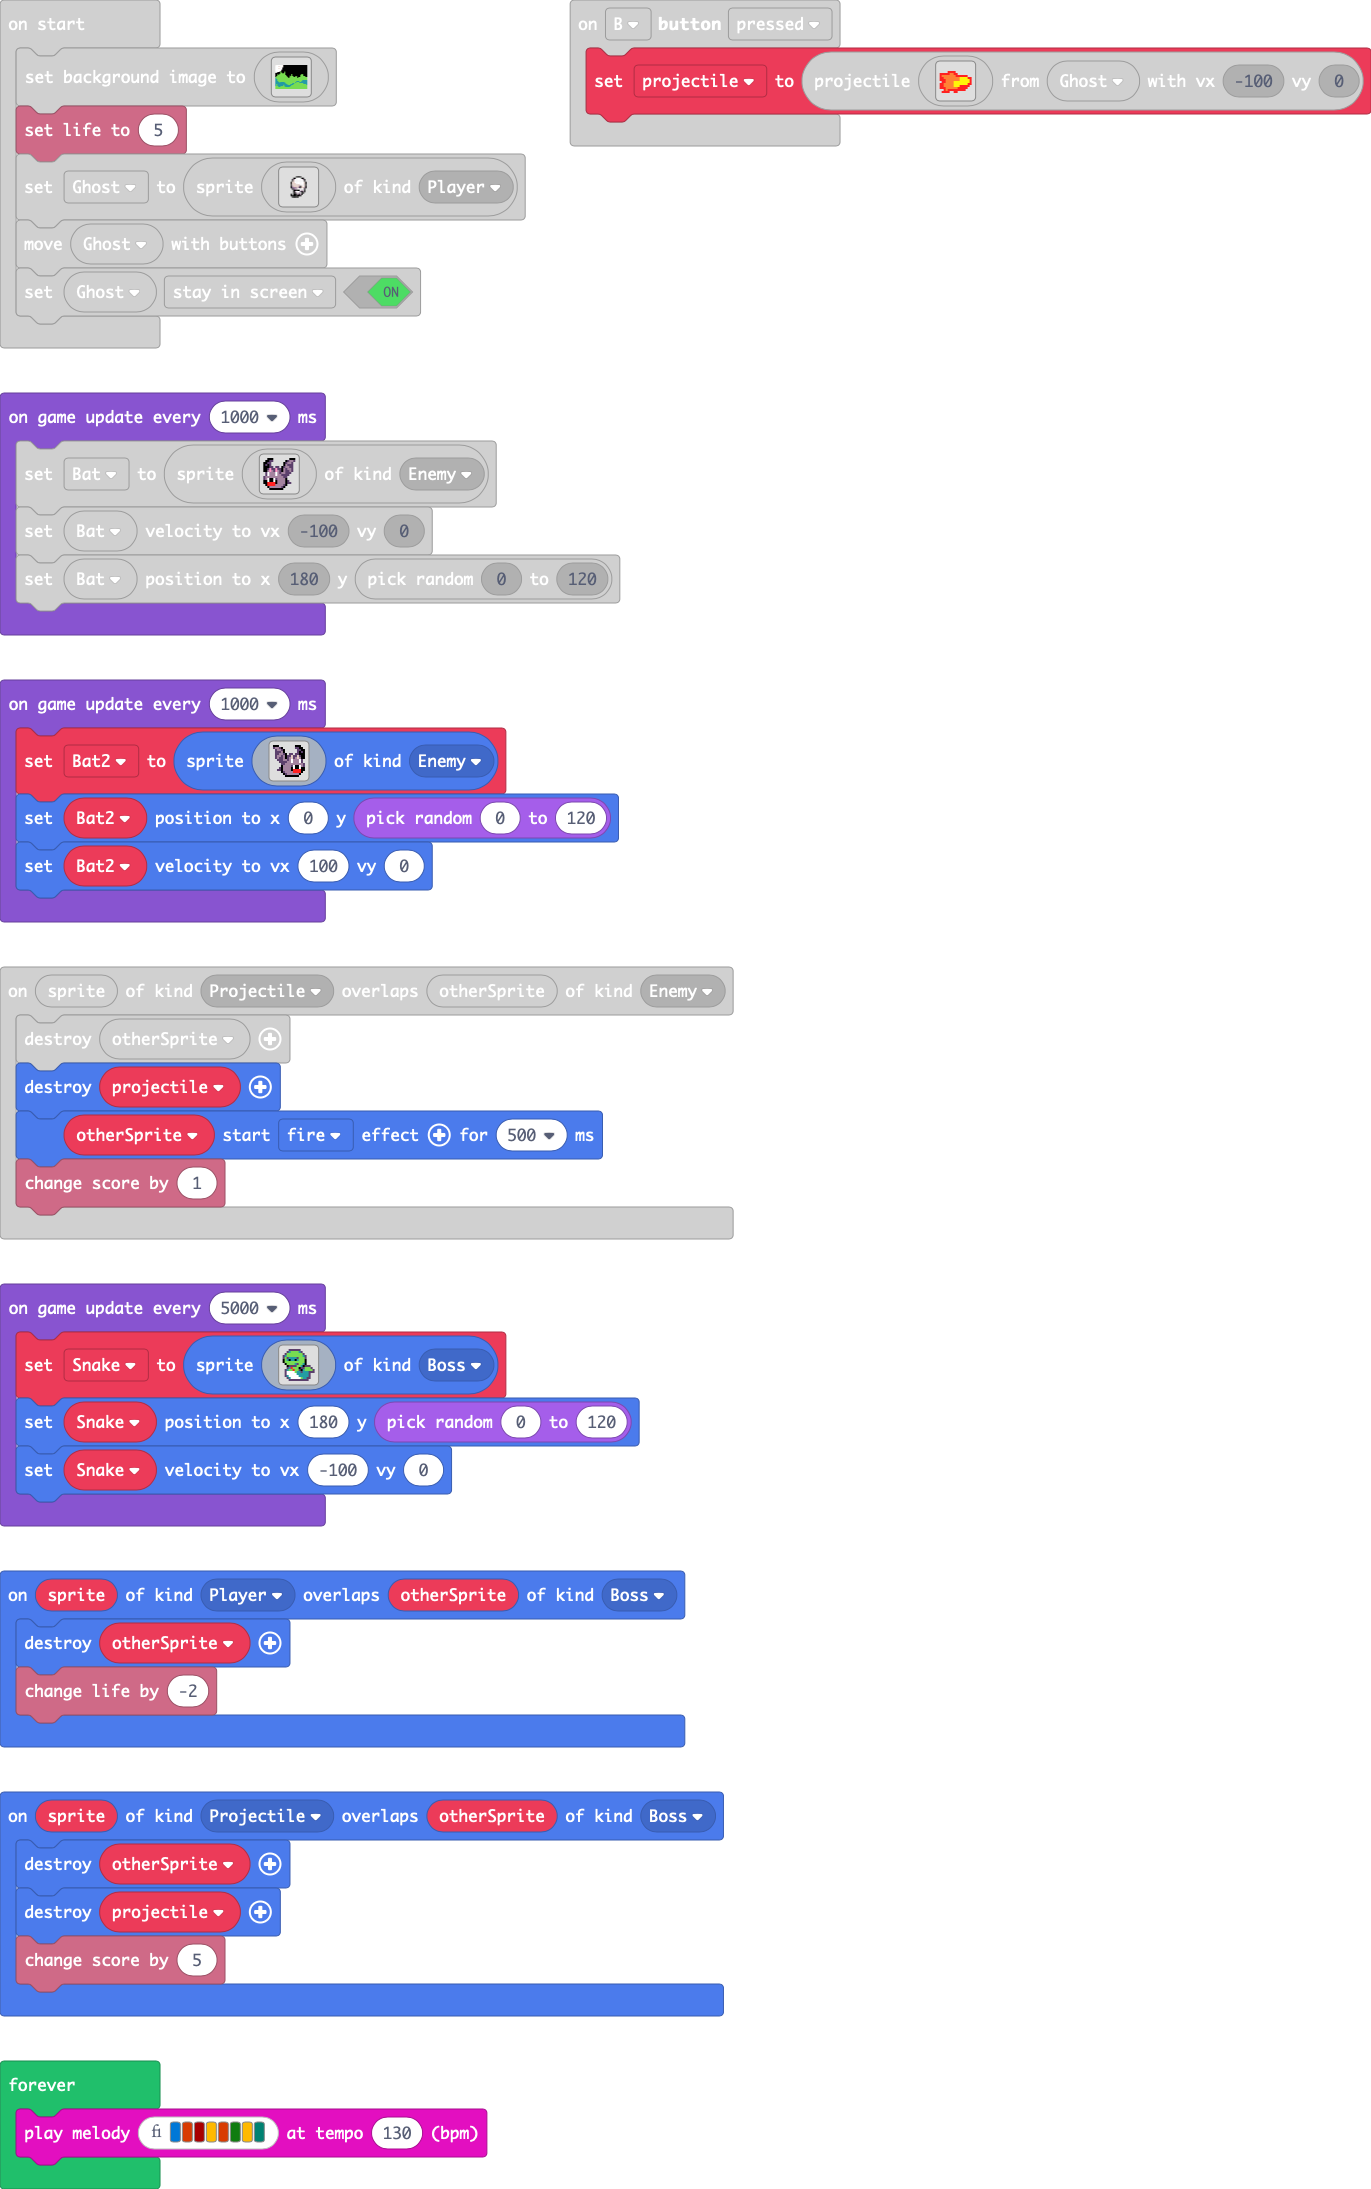 on start
set background image to
set life to 5
set Ghost to sprite of kind Player
move Ghost with buttons
set Ghost stay in screen ON
on B button pressed
set projectile to projectile from Ghost with vx -100 vy 0
on game update every 1000 ms
set Bat to sprite of kind Enemy
set Bat velocity to vx -100 vy 0
set Bat position to x 180 y pick random 0 to 120
on game update every 1000 ms
set Bat2 to sprite of kind Enemy
set Bat2 position to x 0 y pick random 0 to 120
set Bat2 velocity to vx 100 vy 0
on sprite of kind Projectile overlaps otherSprite of kind Enemy
destroy otherSprite
destroy projectile
otherSprite start fire effect for 500 ms
change score by 1
on game update every 5000 ms
set Snake to sprite of kind Boss
set Snake position to x 180 y pick random 0 to 120
set Snake velocity to vx -100 vy 0
on sprite of kind Player overlaps otherSprite of kind Boss
destroy otherSprite
change life by -2
on sprite of kind Projectile overlaps otherSprite of kind Boss
destroy otherSprite
destroy projectile
change score by 5
forever
play melody at tempo 130 (bpm)